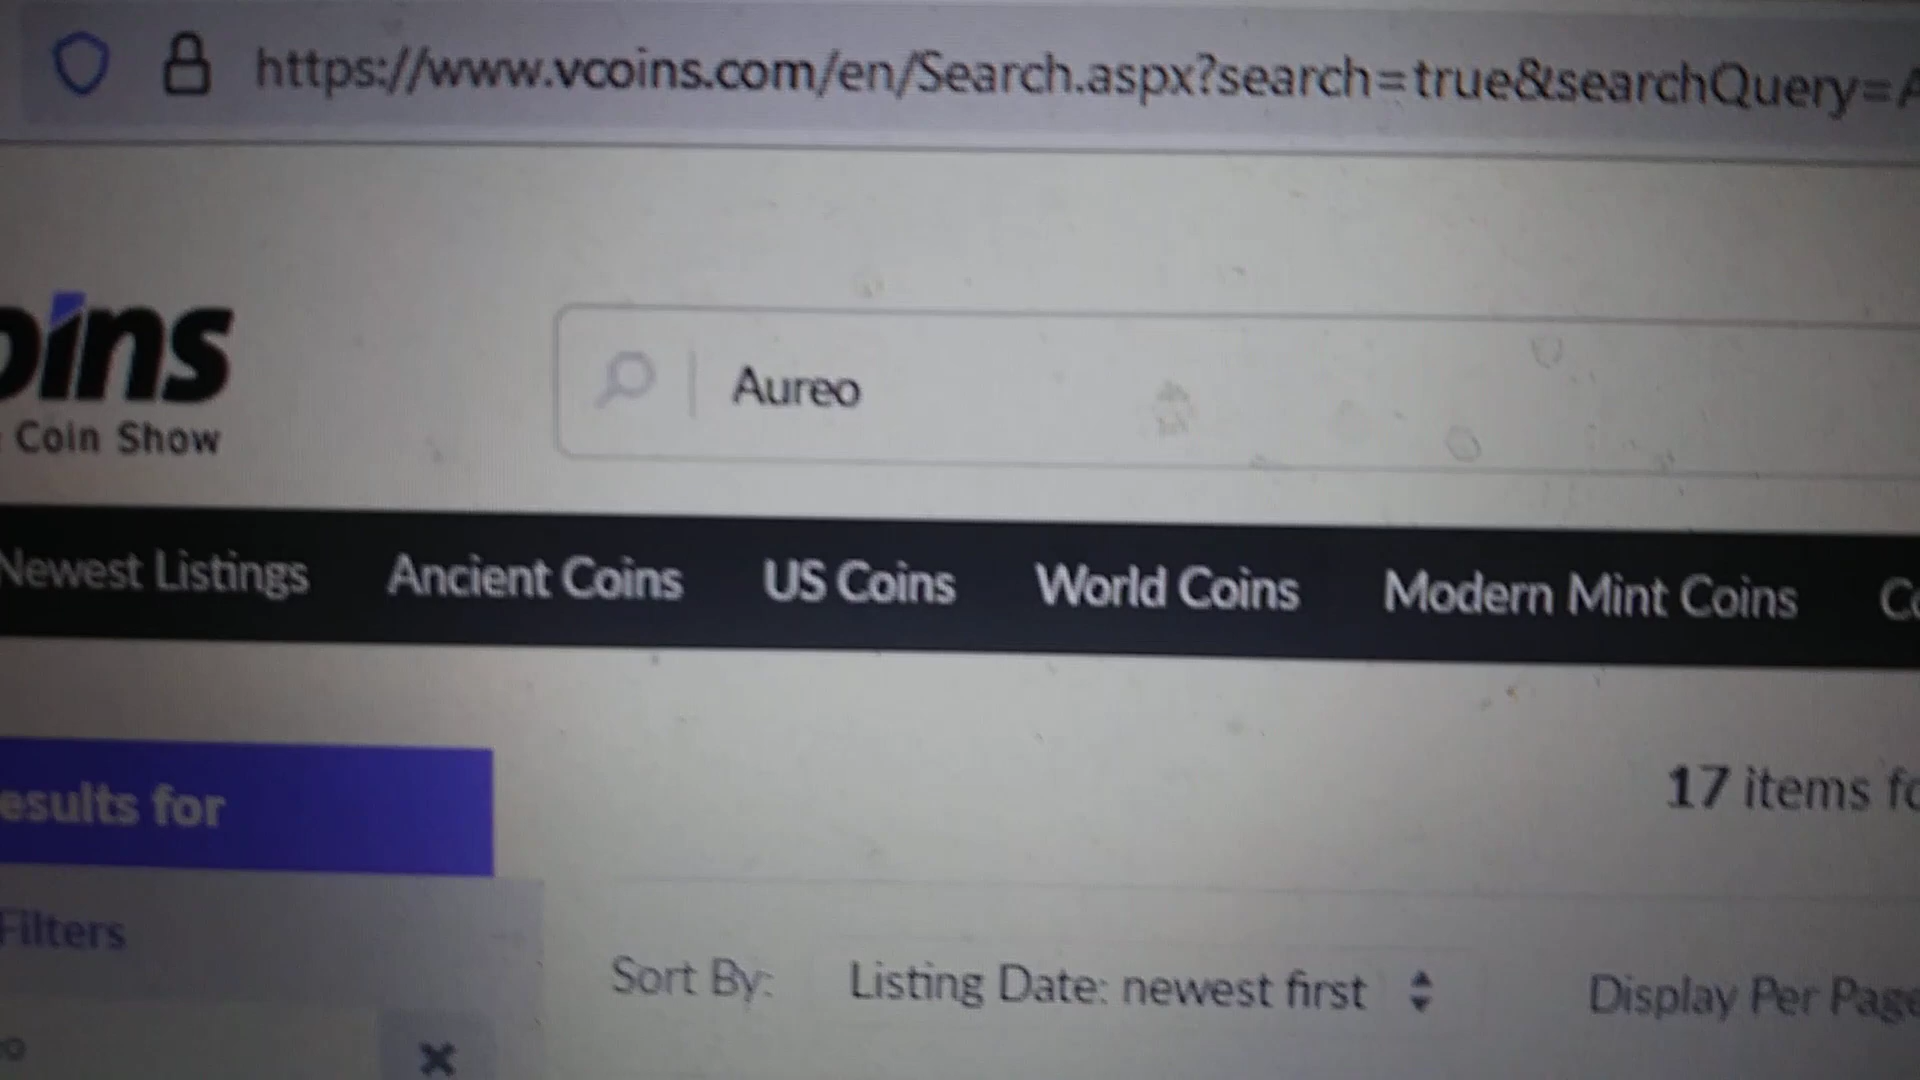 https://www.vcoins.com/en/Search.aspx?search=true&searchQuery=A
oins
Coin Show
Aureo
Newest Listings Ancient Coins US Coins World Coins Modern Mint Coins Co
esults for
17 items fo
Filters
Sort By: Listing Date: newest first Display Per Page
eo